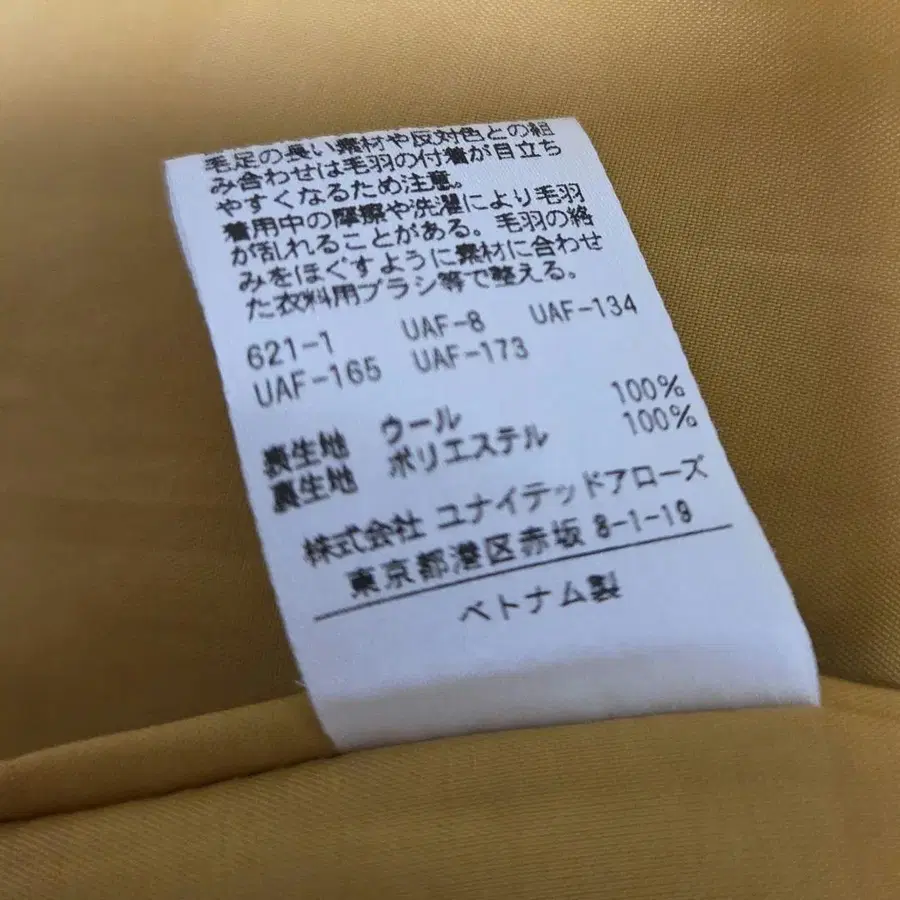 毛足の長い素材や反対色との組
み合わせは毛羽の付着が目立ち
やすくなるため注意。
着用中の摩擦や洗濯により毛羽
が乱れることがある。毛羽の絡
みをほぐすように素材に合わせ
た衣料用ブラシ等で整える。
621-1 UAF-8 UAF-134
UAF-165 UAF-173
表生地 ウール 100%
裏生地 ポリエステル 100%
株式会社 ユナイテッドアローズ
東京都港区赤坂 8-1-19
ベトナム製